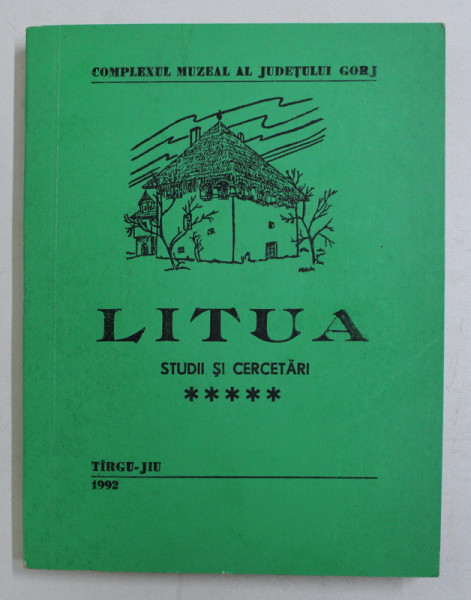 COMPLEXUL MUZEAL AL JUDEȚULUI GORJ
LITUA
STUDII ȘI CERCETĂRI
*****
TÎRGU-JIU
1992